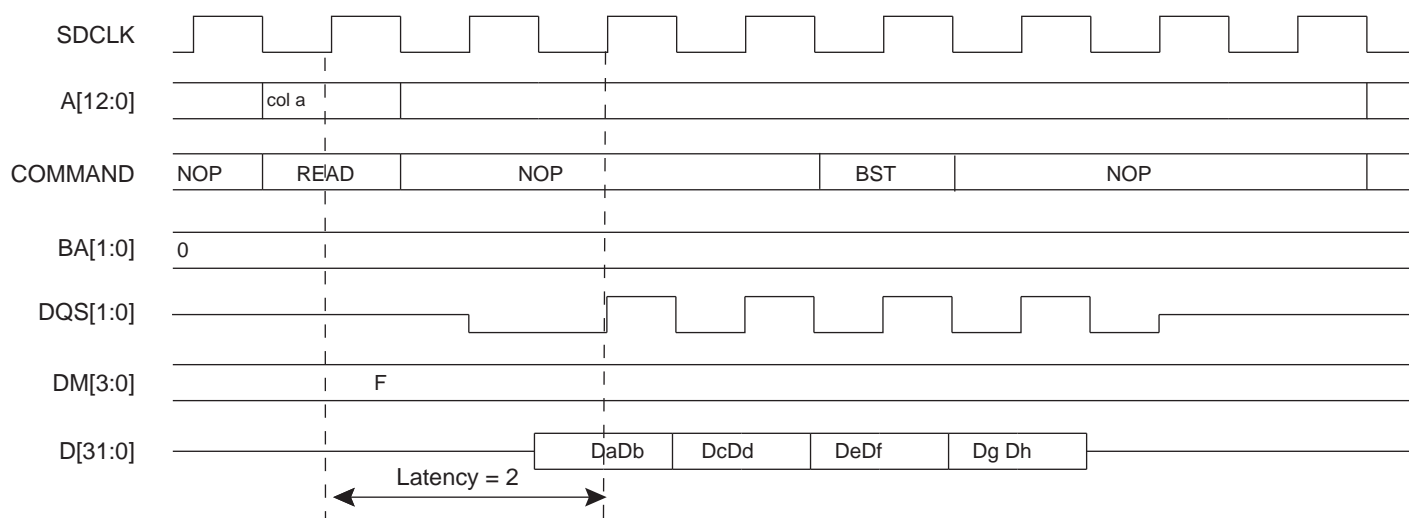 SDCLK
A[12:0] col a
COMMAND NOP READ NOP BST NOP
BA[1:0] 0
DQS[1:0]
DM[3:0] F
D[31:0] DaDb DcDd DeDf Dg Dh
Latency = 2